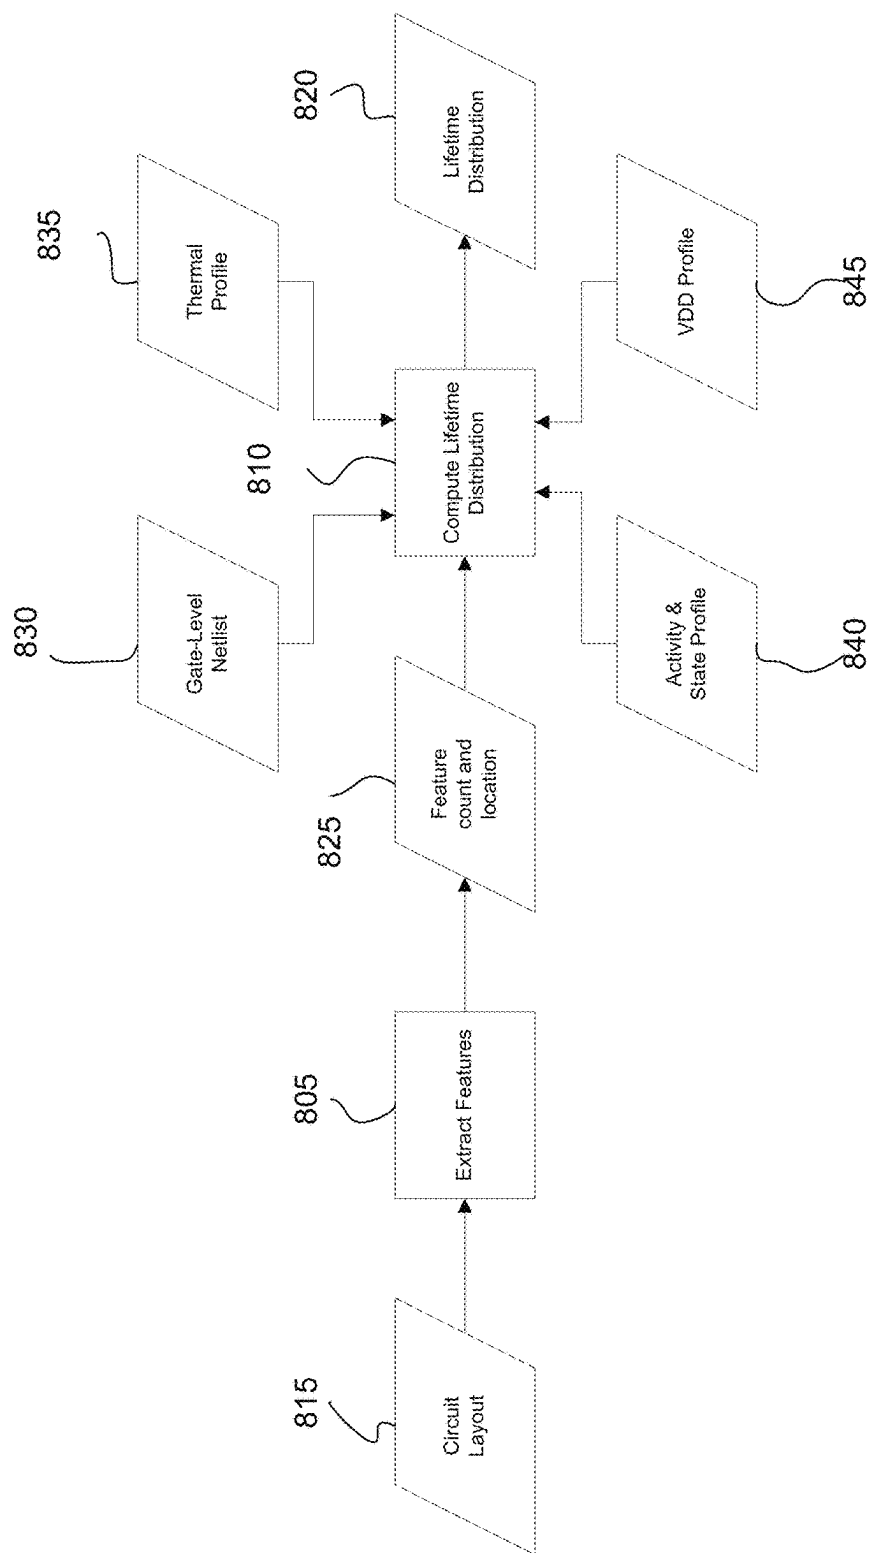 830
Gate-Level
Netlist
835
Thermal
Profile
815
Circuit
Layout
805
Extract Features
825
Feature
count and
location
810
Compute Lifetime
Distribution
820
Lifetime
Distribution
Activity &
State Profile
840
VDD Profile
845